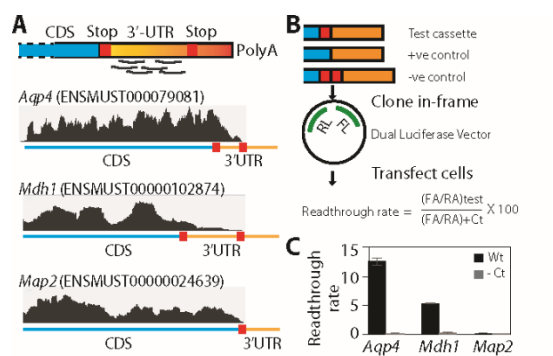 A
CDS Stop 3'-UTR Stop
PolyA
Aqp4 (ENSMUST000079081)
CDS
3'UTR
Mdh1 (ENSMUST00000102874)
CDS 3'UTR
Map2 (ENSMUST00000024639)
CDS
3'UTR
B
Test cassette
+ve control
-ve control
Clone in-frame
RL FL
Dual Luciferase Vector
Transfect cells
Readthrough rate = (FA/RA)test X 100
(FA/RA)+Ct
C
Readthrough
rate
15
10
5
0
Wt
- Ct
Aqp4 Mdh1 Map2